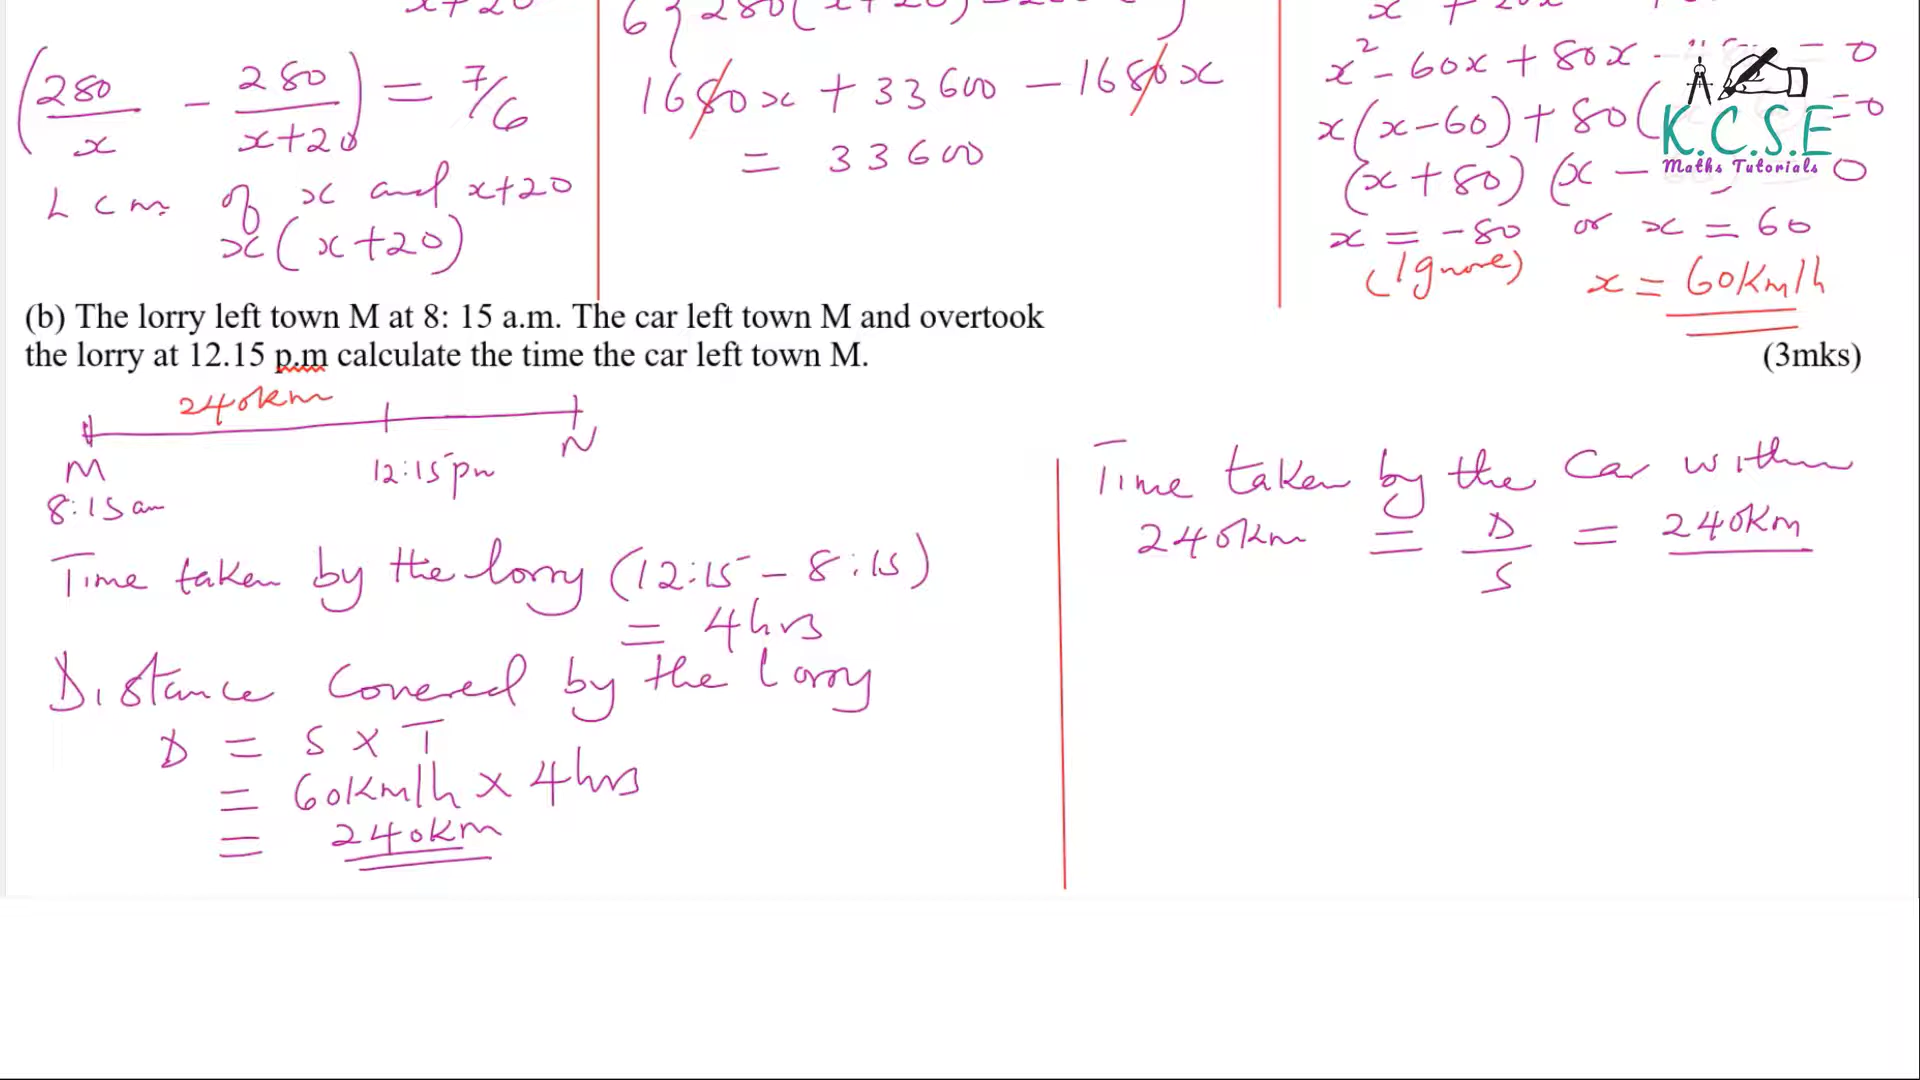 x+20
(280/x − 280/x+20) = 7/6
Lcm of x and x+20
x(x+20)
1680x + 33600 − 1680x
= 33600
x² − 60x + 80x − = 0
x(x−60) + 80( =0
(x+80) (x − 0
x = −80 or x = 60
(Ignore) x = 60Km/h
K.C.S.E
Maths Tutorials
(b) The lorry left town M at 8: 15 a.m. The car left town M and overtook
the lorry at 12.15 p.m calculate the time the car left town M. (3mks)
240km
M N
8:15am 12:15pm
Time taken by the lorry (12:15 − 8:15)
= 4hrs
Distance Covered by the lorry
D = S × T
= 60Km/h × 4hrs
= 240km
Time taken by the Car within
240km = D/S = 240km